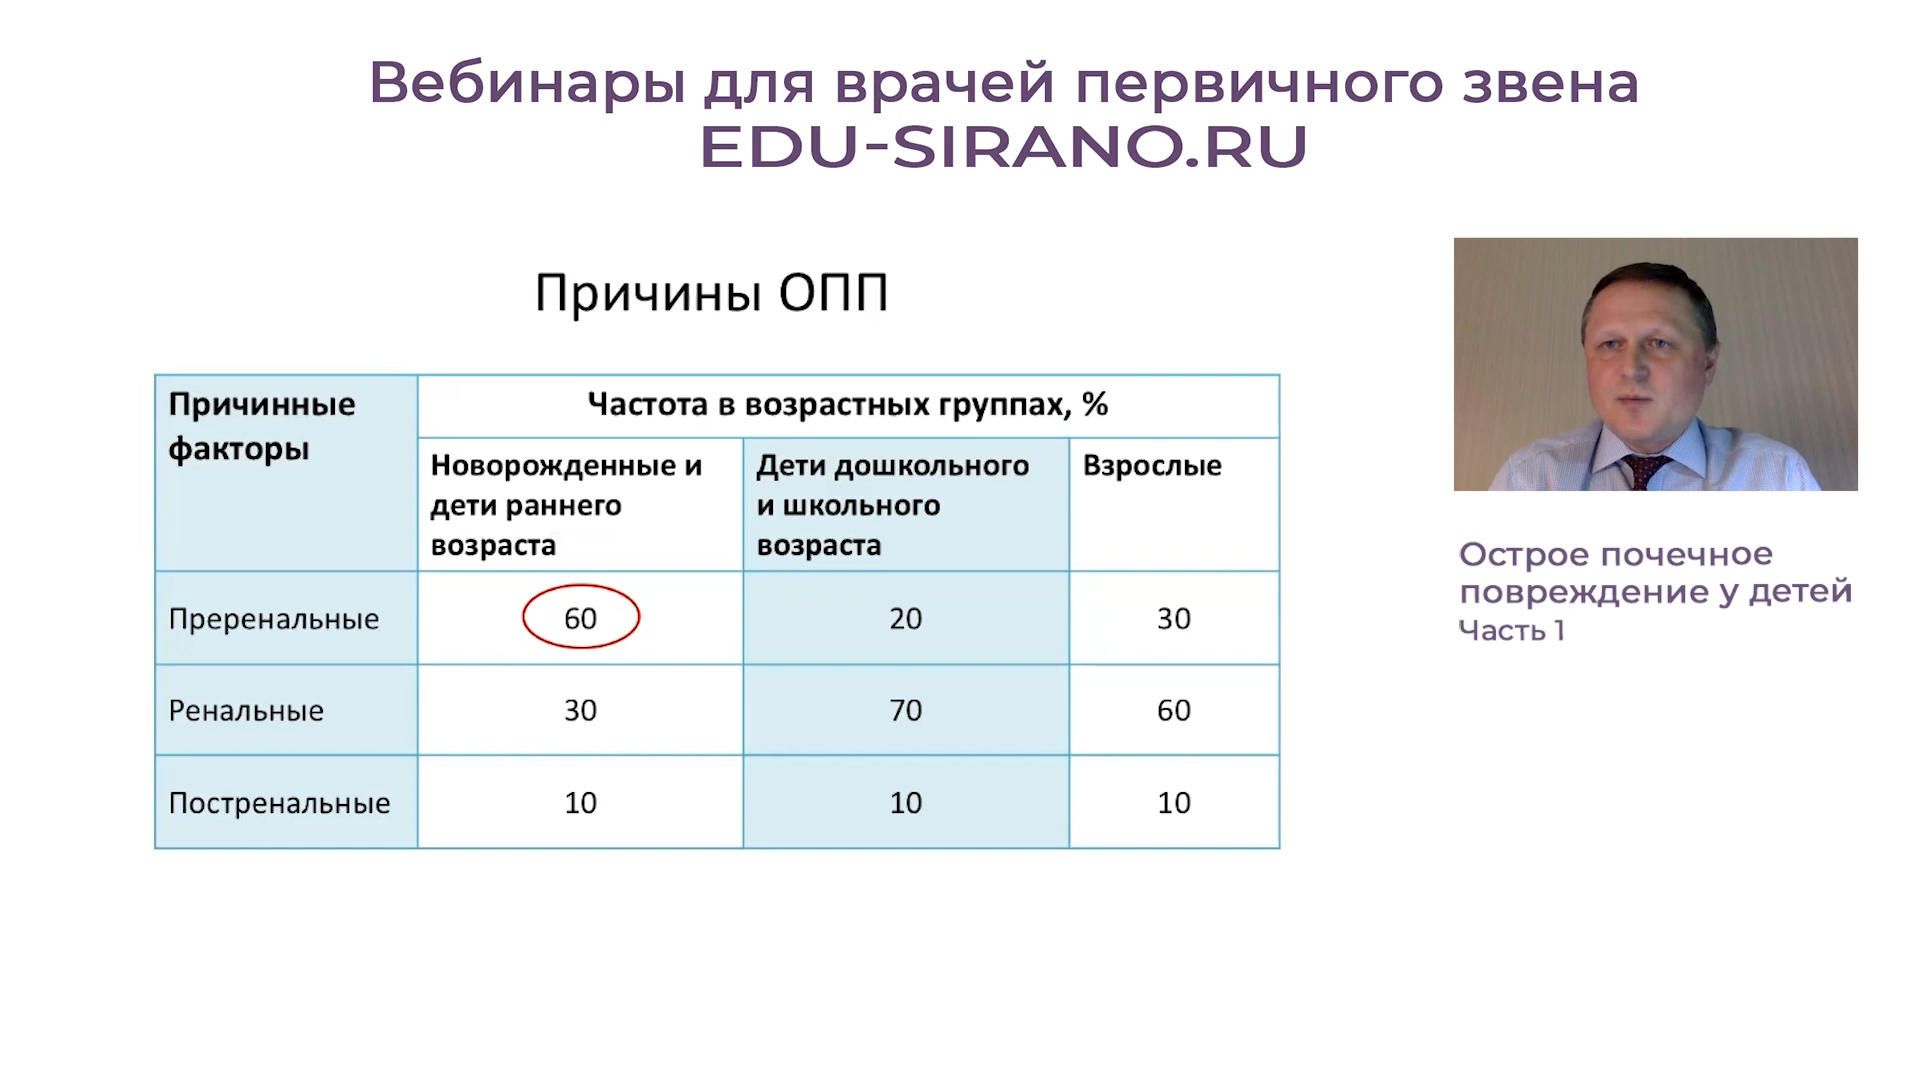 Вебинары для врачей первичного звена
EDU-SIRANO.RU
Причины ОПП
Причинные
факторы
Частота в возрастных группах, %
Новорожденные и
дети раннего
возраста
Дети дошкольного
и школьного
возраста
Взрослые
Преренальные
60
20
30
Ренальные
30
70
60
Постренальные
10
10
10
Острое почечное
повреждение у детей
Часть 1